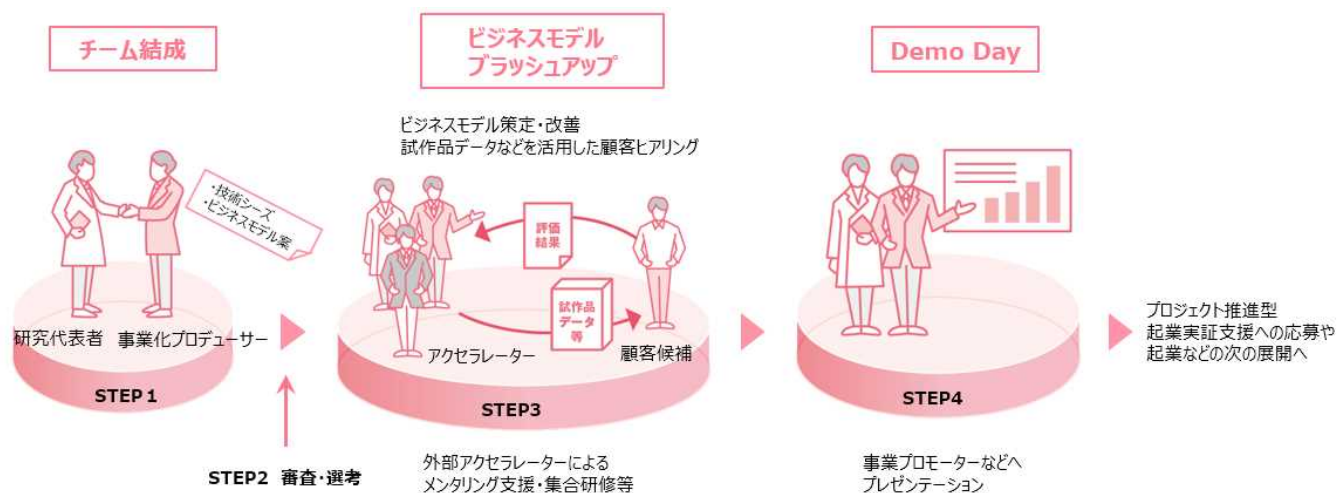 チーム結成
・技術シーズ
・ビジネスモデル案
研究代表者 事業化プロデューサー
STEP 1
STEP2 審査・選考
ビジネスモデル
ブラッシュアップ
ビジネスモデル策定・改善
試作品データなどを活用した顧客ヒアリング
評価
結果
試作品
データ
等
アクセラレーター
顧客候補
STEP3
外部アクセラレーターによる
メンタリング支援・集合研修等
Demo Day
STEP4
事業プロモーターなどへ
プレゼンテーション
プロジェクト推進型
起業実証支援への応募や
起業などの次の展開へ